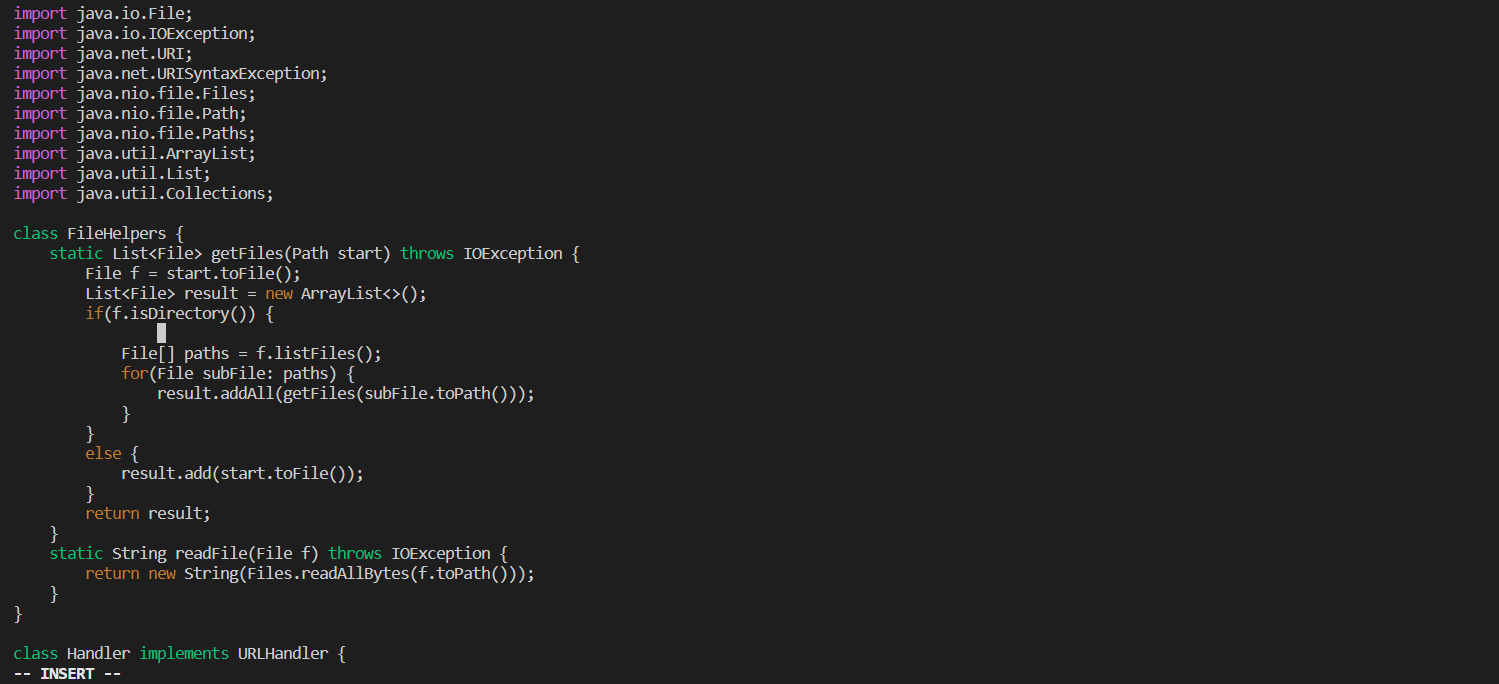 import java.io.File;
import java.io.IOException;
import java.net.URI;
import java.net.URISyntaxException;
import java.nio.file.Files;
import java.nio.file.Path;
import java.nio.file.Paths;
import java.util.ArrayList;
import java.util.List;
import java.util.Collections;

class FileHelpers {
    static List<File> getFiles(Path start) throws IOException {
        File f = start.toFile();
        List<File> result = new ArrayList<>();
        if(f.isDirectory()) {

            File[] paths = f.listFiles();
            for(File subFile: paths) {
                result.addAll(getFiles(subFile.toPath()));
            }
        }
        else {
            result.add(start.toFile());
        }
        return result;
    }
    static String readFile(File f) throws IOException {
        return new String(Files.readAllBytes(f.toPath()));
    }
}

class Handler implements URLHandler {
-- INSERT --